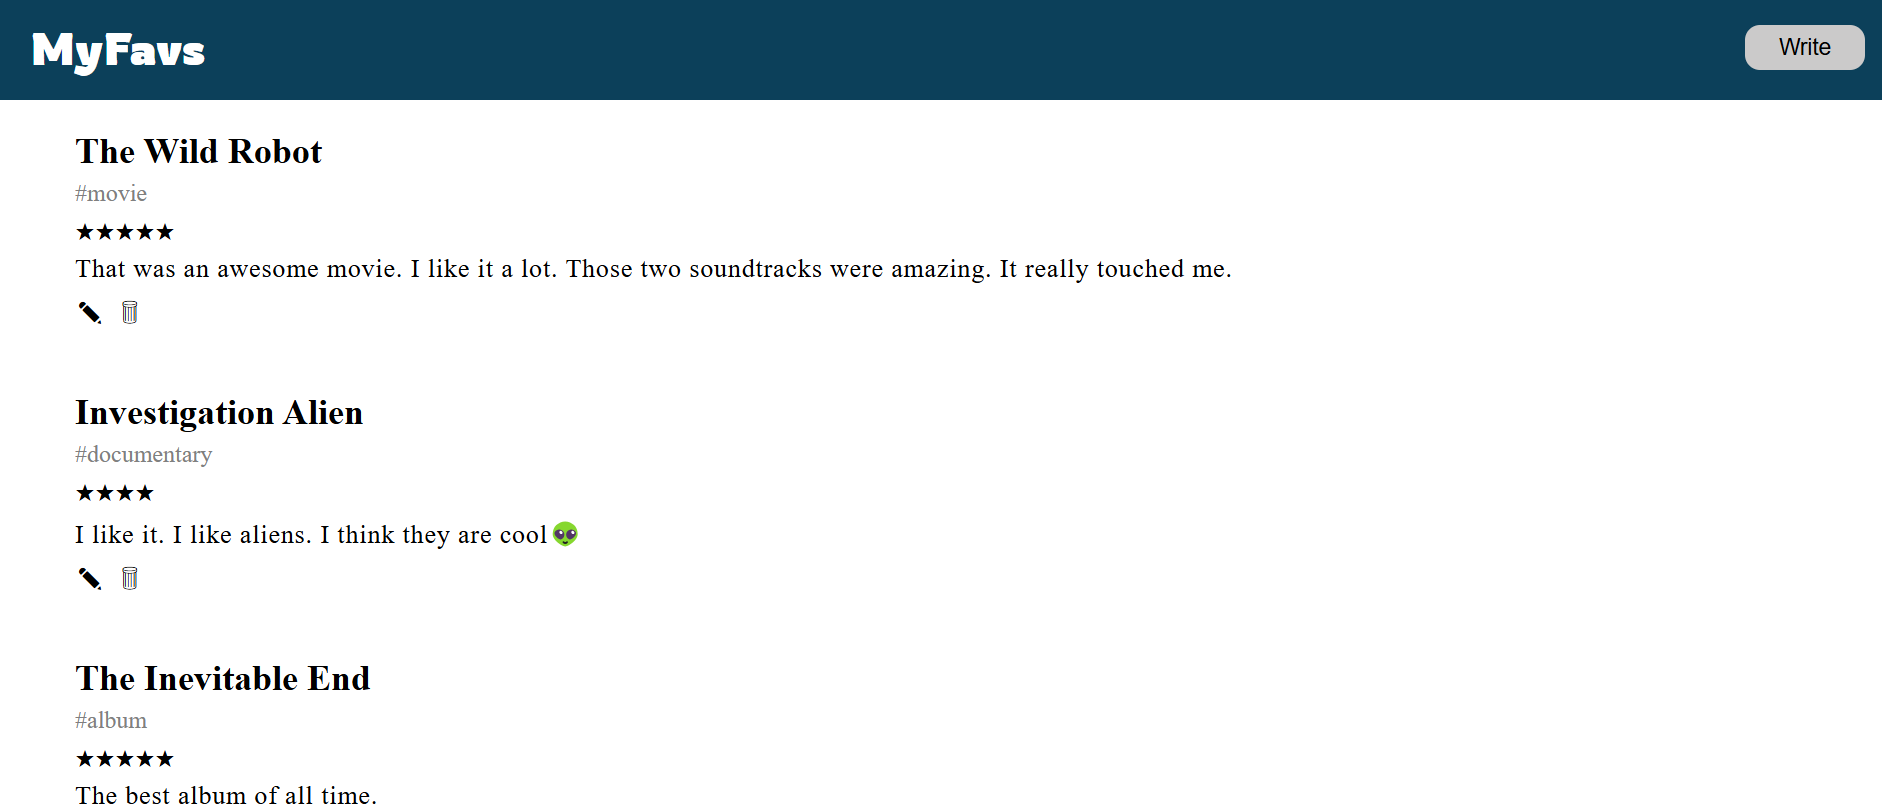 MyFavs
Write
The Wild Robot
#movie
★★★★★
That was an awesome movie. I like it a lot. Those two soundtracks were amazing. It really touched me.
Investigation Alien
#documentary
★★★★
I like it. I like aliens. I think they are cool👽
The Inevitable End
#album
★★★★★
The best album of all time.